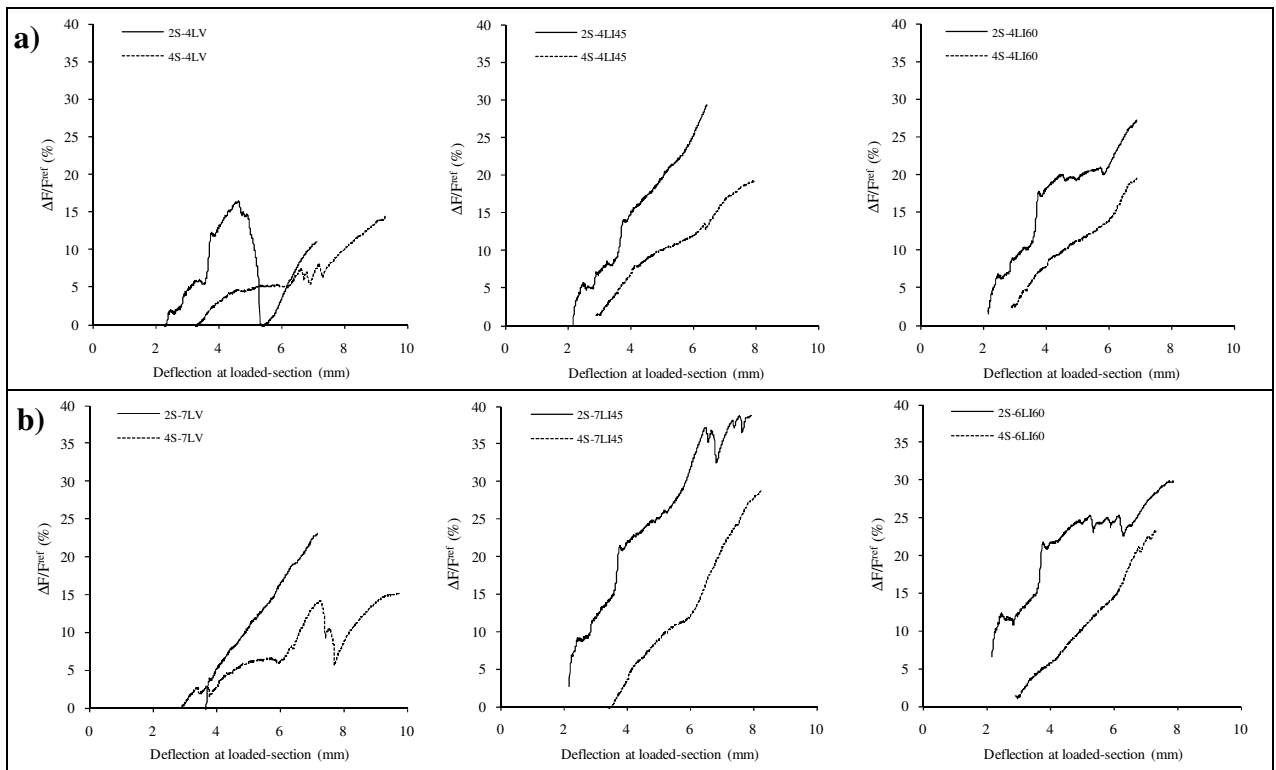 a)
40
35
30
25
20
15
10
5
0
ΔF/F^ref (%)
2S-4LV
4S-4LV
0 2 4 6 8 10
Deflection at loaded-section (mm)
40
35
30
25
20
15
10
5
0
ΔF/F^ref (%)
2S-4LI45
4S-4LI45
0 2 4 6 8 10
Deflection at loaded-section (mm)
40
35
30
25
20
15
10
5
0
ΔF/F^ref (%)
2S-4LI60
4S-4LI60
0 2 4 6 8 10
Deflection at loaded-section (mm)
b)
40
35
30
25
20
15
10
5
0
ΔF/F^ref (%)
2S-7LV
4S-7LV
0 2 4 6 8 10
Deflection at loaded-section (mm)
40
35
30
25
20
15
10
5
0
ΔF/F^ref (%)
2S-7LI45
4S-7LI45
0 2 4 6 8 10
Deflection at loaded-section (mm)
40
35
30
25
20
15
10
5
0
ΔF/F^ref (%)
2S-6LI60
4S-6LI60
0 2 4 6 8 10
Deflection at loaded-section (mm)